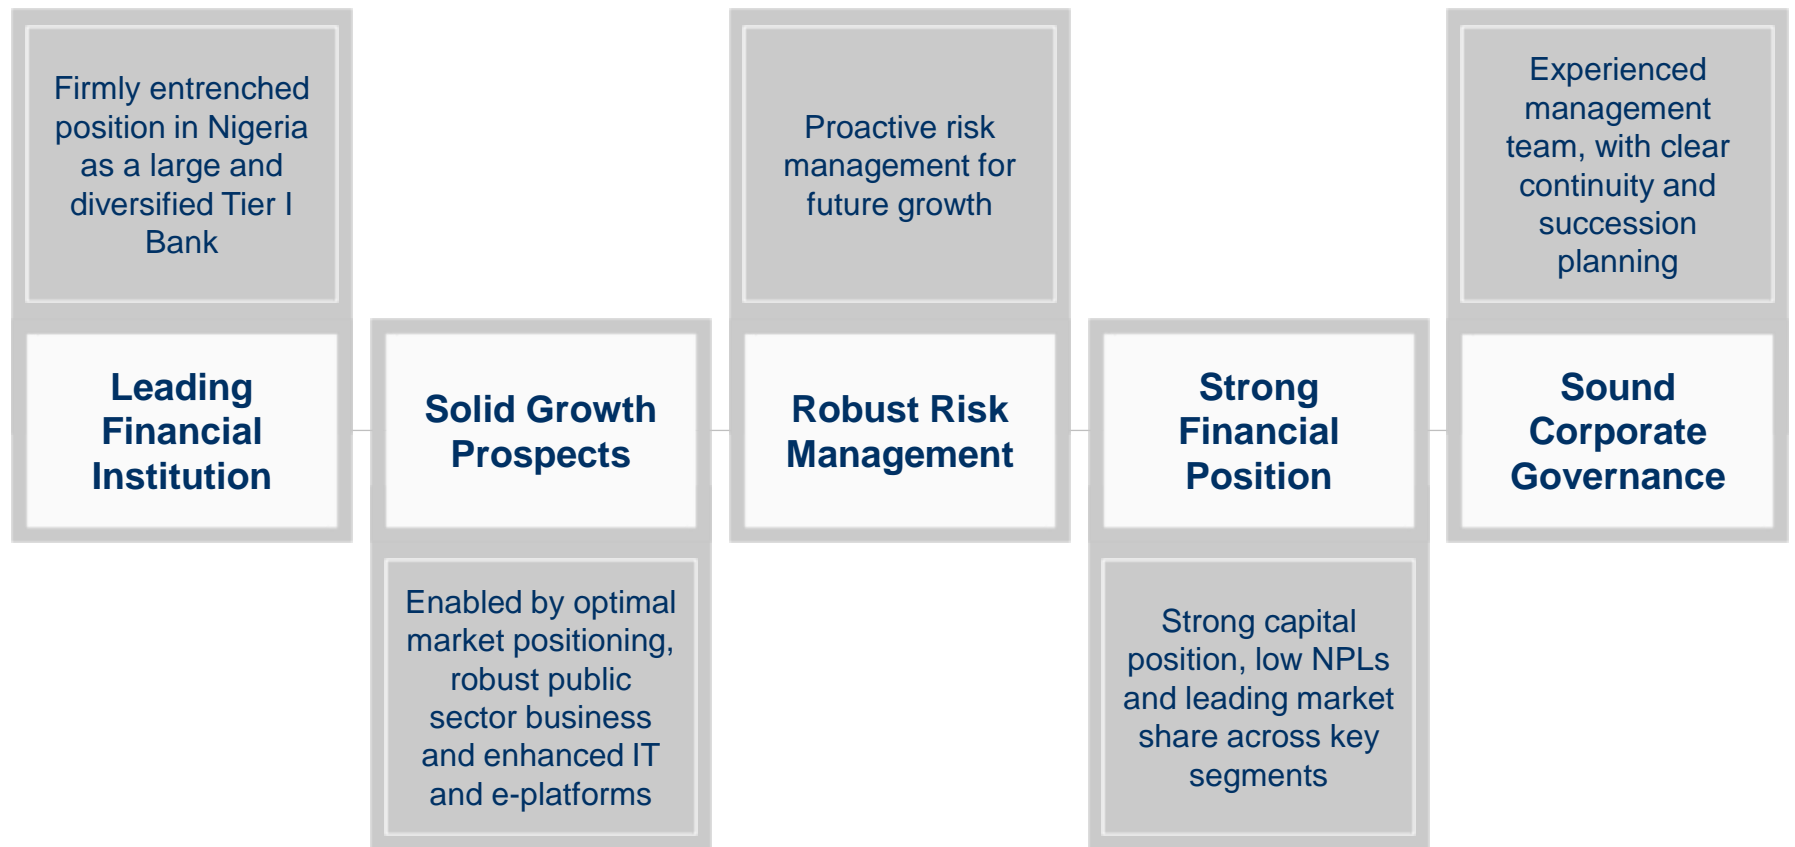 Firmly entrenched
position in Nigeria
as a large and
diversified Tier I
Bank
Leading
Financial
Institution
Solid Growth
Prospects
Enabled by optimal
market positioning,
robust public
sector business
and enhanced IT
and e-platforms
Proactive risk
management for
future growth
Robust Risk
Management
Strong
Financial
Position
Strong capital
position, low NPLs
and leading market
share across key
segments
Experienced
management
team, with clear
continuity and
succession
planning
Sound
Corporate
Governance